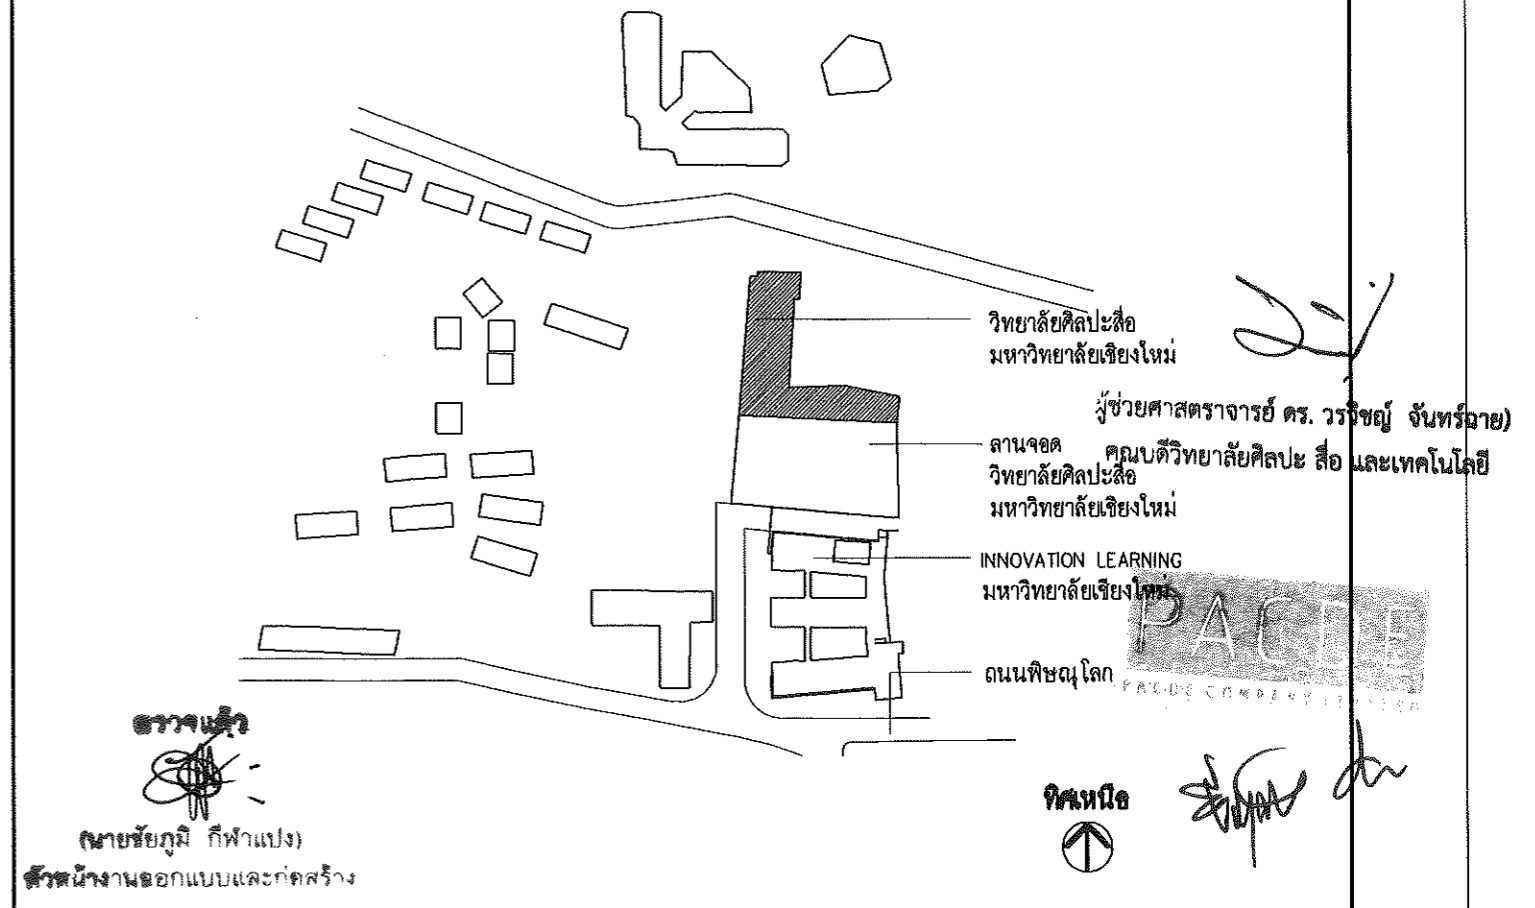 วิทยาลัยศิลปะสื่อ
มหาวิทยาลัยเชียงใหม่
ผู้ช่วยศาสตราจารย์ ดร. วรวิชญ์ จันทร์ฉาย)
คณบดีวิทยาลัยศิลปะ สื่อ และเทคโนโลยี
ลานจอด
วิทยาลัยศิลปะสื่อ
มหาวิทยาลัยเชียงใหม่
INNOVATION LEARNING
มหาวิทยาลัยเชียงใหม่
PACDE
PACDE COMPANY LIMITED
ถนนพิษณุโลก
ตรวจแล้ว
(นายชัยภูมิ กีฬาแปง)
หัวหน้างานออกแบบและก่อสร้าง
ทิศเหนือ